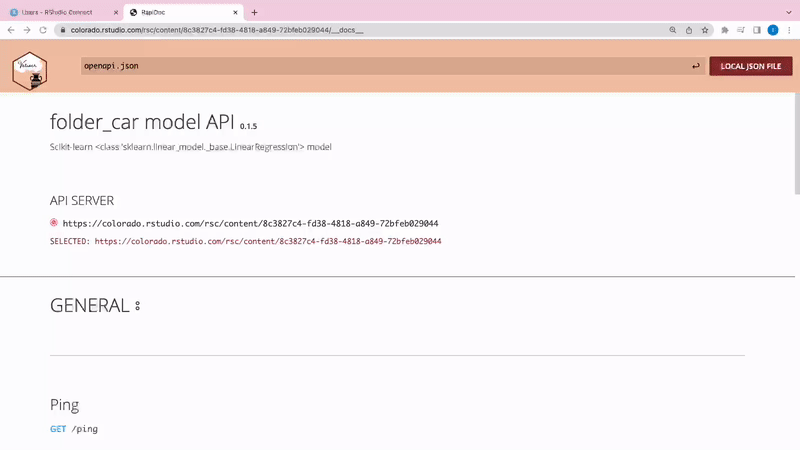 Users - RStudio Connect
RapiDoc
colorado.rstudio.com/rsc/content/8c3827c4-fd38-4818-a849-72bfeb029044/__docs__
Vetiver
openapi.json
LOCAL JSON FILE
folder_car model API 0.1.5
Scikit-learn <class 'sklearn.linear_model._base.LinearRegression'> model
API SERVER
https://colorado.rstudio.com/rsc/content/8c3827c4-fd38-4818-a849-72bfeb029044
SELECTED: https://colorado.rstudio.com/rsc/content/8c3827c4-fd38-4818-a849-72bfeb029044
GENERAL
Ping
GET /ping